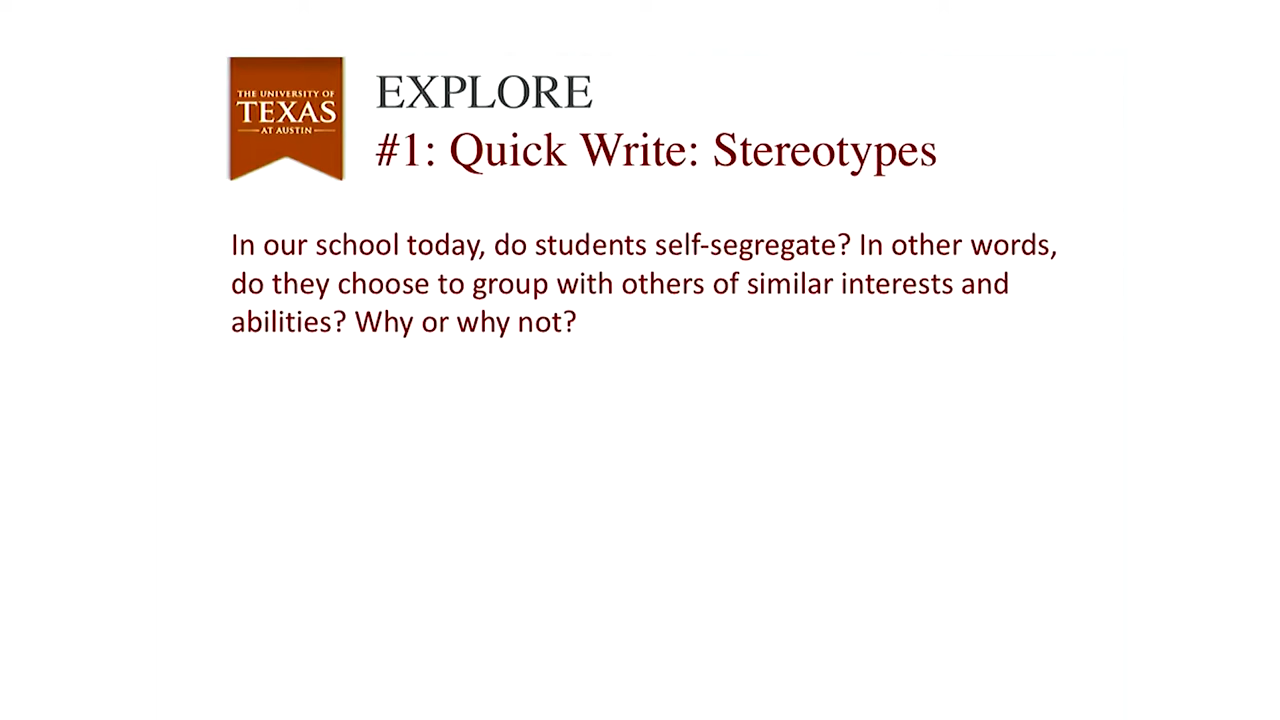 THE UNIVERSITY OF
TEXAS
AT AUSTIN
EXPLORE
#1: Quick Write: Stereotypes
In our school today, do students self-segregate? In other words,
do they choose to group with others of similar interests and
abilities? Why or why not?